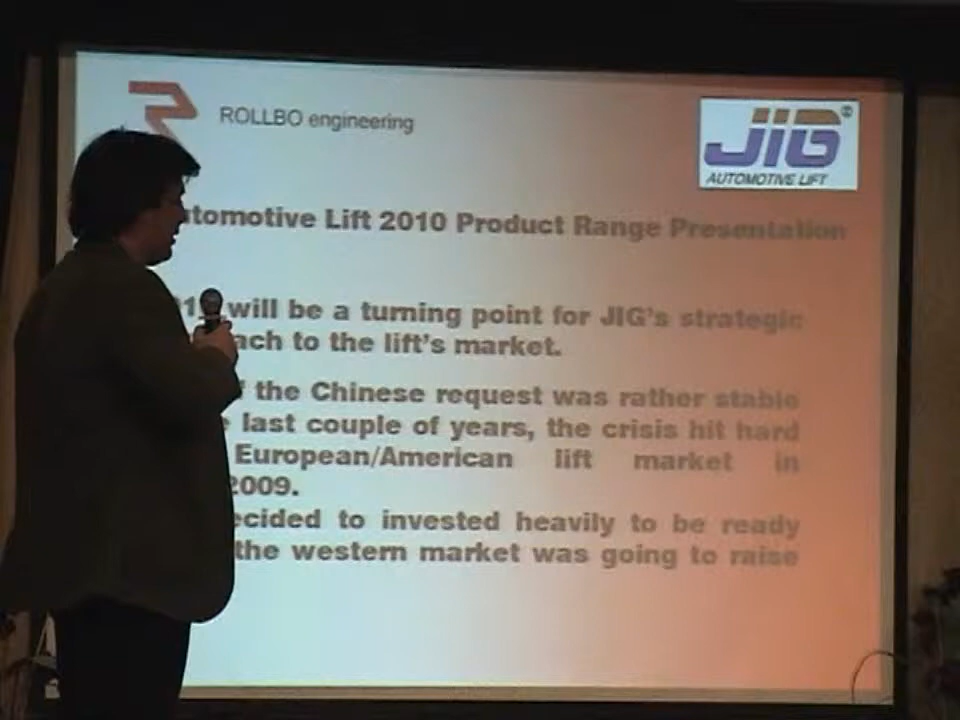 ROLLBO engineering
JIG®
AUTOMOTIVE LIFT
tomotive Lift 2010 Product Range Presentation
will be a turning point for JIG's strategic
ach to the lift's market.
the Chinese request was rather stable
last couple of years, the crisis hit hard
European/American lift market in
2009.
ecided to invested heavily to be ready
the western market was going to raise